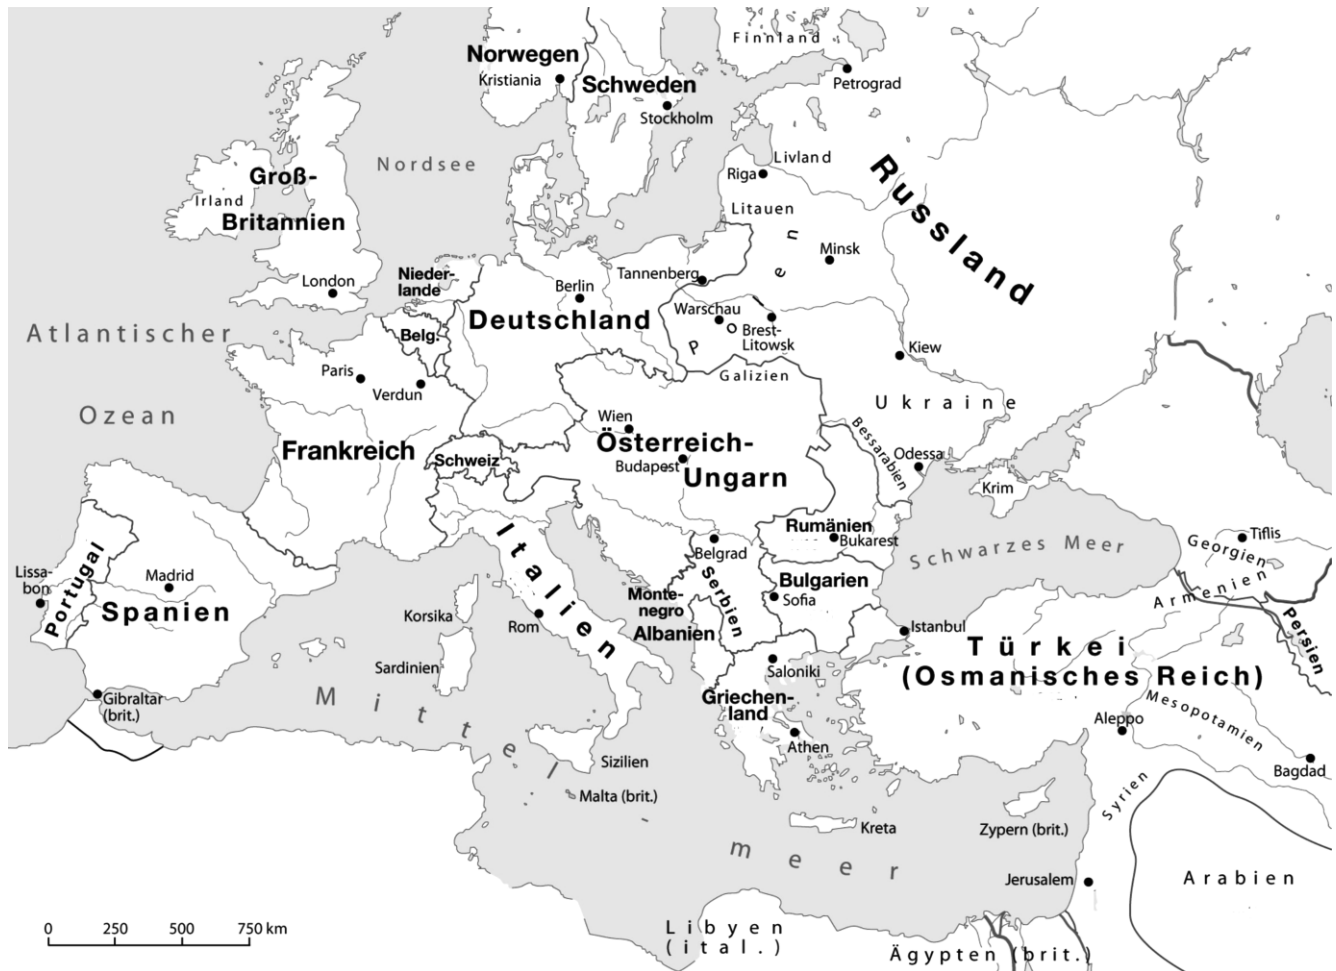 Finnland
Norwegen
Kristiania
Schweden
Stockholm
Petrograd
Nordsee
Livland
Riga
Russland
Groß-
Britannien
Irland
Litauen
London
Nieder-
lande
Berlin
Tannenberg
Minsk
Deutschland
Warschau
Polen
Brest-
Litowsk
Atlantischer
Ozean
Belg.
Paris
Verdun
Kiew
Galizien
Ukraine
Wien
Österreich-
Ungarn
Budapest
Frankreich
Schweiz
Bessarabien
Odessa
Krim
Italien
Rumänien
Bukarest
Belgrad
Schwarzes Meer
Tiflis
Georgien
Armenien
Persien
Portugal
Lissa-
bon
Madrid
Spanien
Korsika
Rom
Monte-
negro
Serbien
Bulgarien
Sofia
Albanien
Istanbul
Türkei
(Osmanisches Reich)
Sardinien
Saloniki
Gibraltar
(brit.)
Mittel-
meer
Griechen-
land
Athen
Aleppo
Mesopotamien
Bagdad
Sizilien
Malta (brit.)
Kreta
Zypern (brit.)
Syrien
Jerusalem
Arabien
Libyen
(ital.)
Ägypten (brit.)
0 250 500 750 km